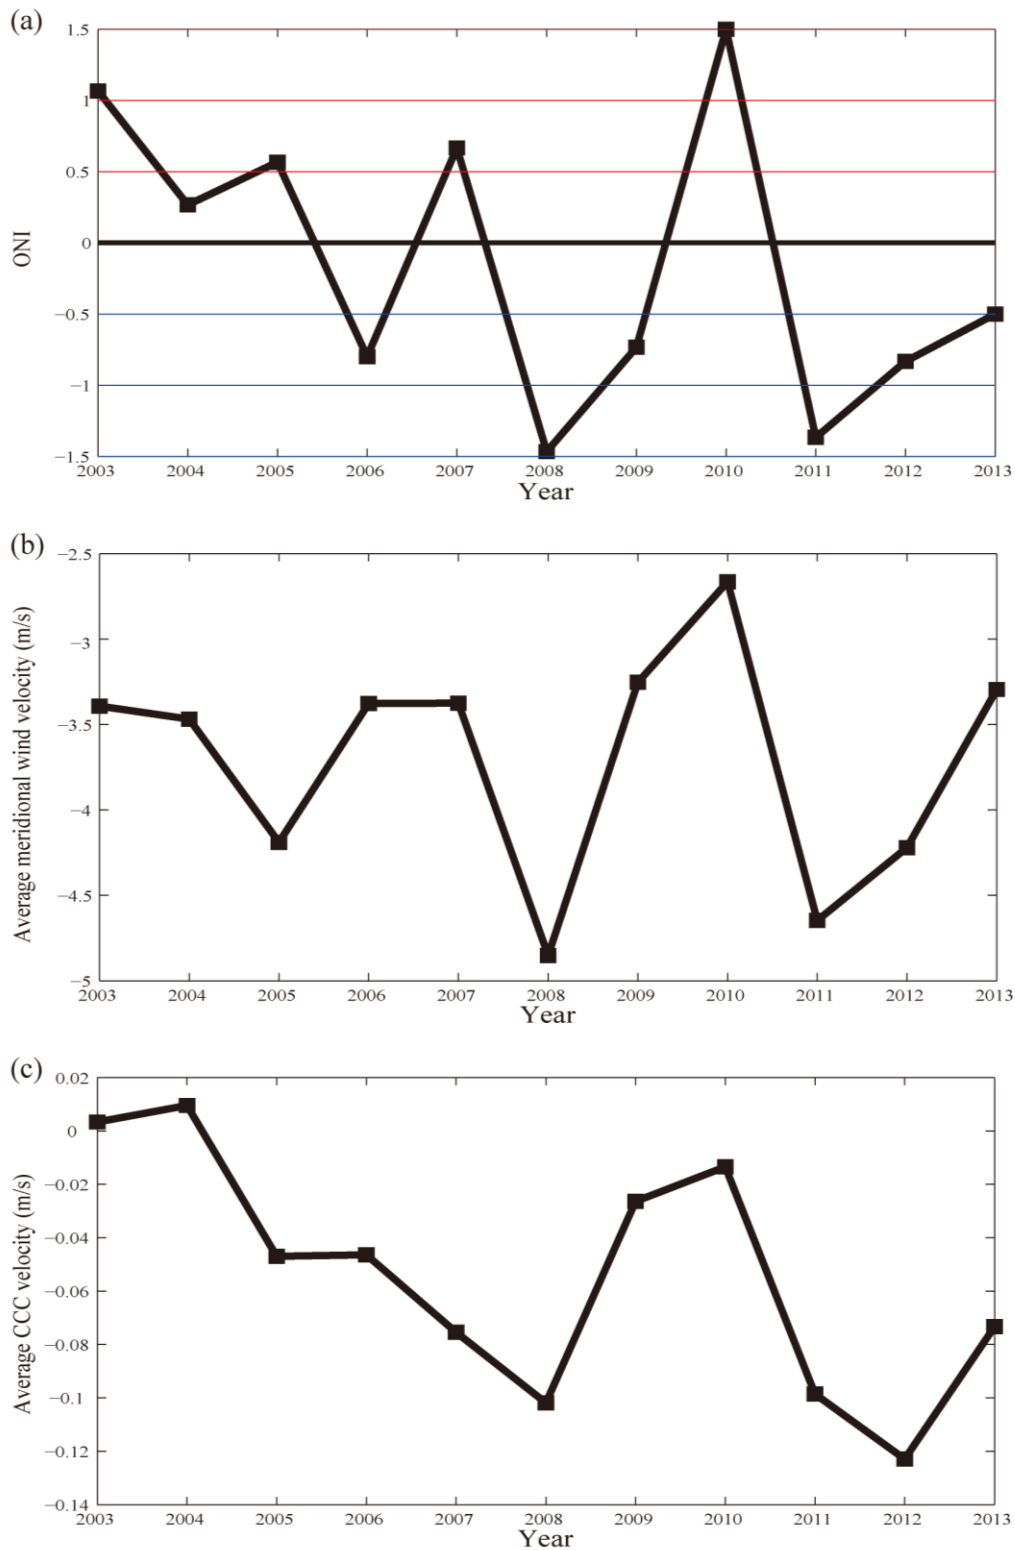 (a)
1.5
1
0.5
0
−0.5
−1
−1.5
ONI
2003 2004 2005 2006 2007 2008 2009 2010 2011 2012 2013
Year
(b)
−2.5
−3
−3.5
−4
−4.5
−5
Average meridional wind velocity (m/s)
2003 2004 2005 2006 2007 2008 2009 2010 2011 2012 2013
Year
(c)
0.02
0
−0.02
−0.04
−0.06
−0.08
−0.1
−0.12
−0.14
Average CCC velocity (m/s)
2003 2004 2005 2006 2007 2008 2009 2010 2011 2012 2013
Year